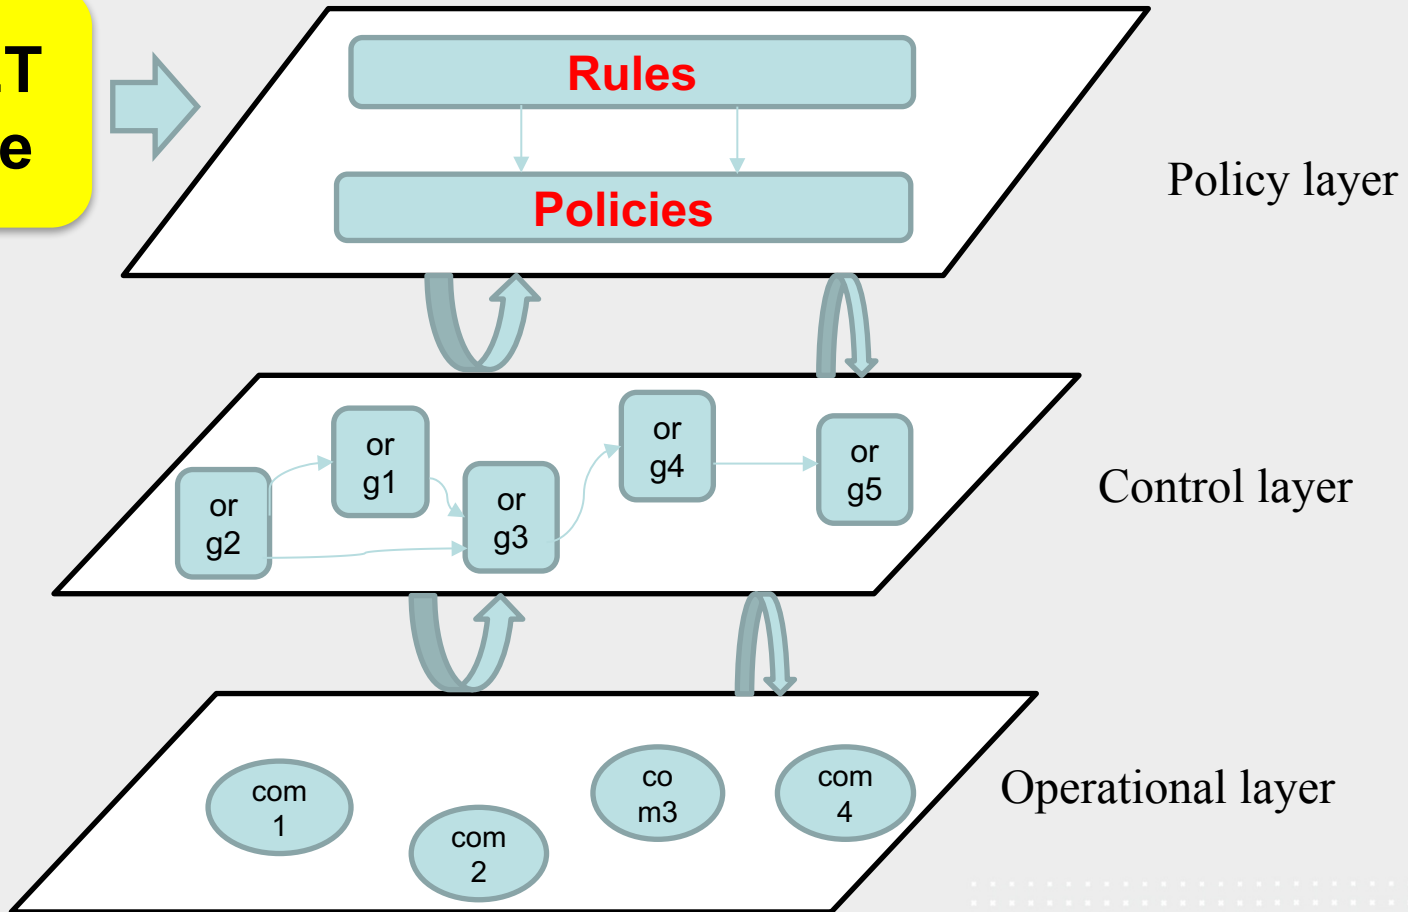 Rules
Policies
Policy layer
or
g1
or
g2
or
g3
or
g4
or
g5
Control layer
com
1
com
2
co
m3
com
4
Operational layer